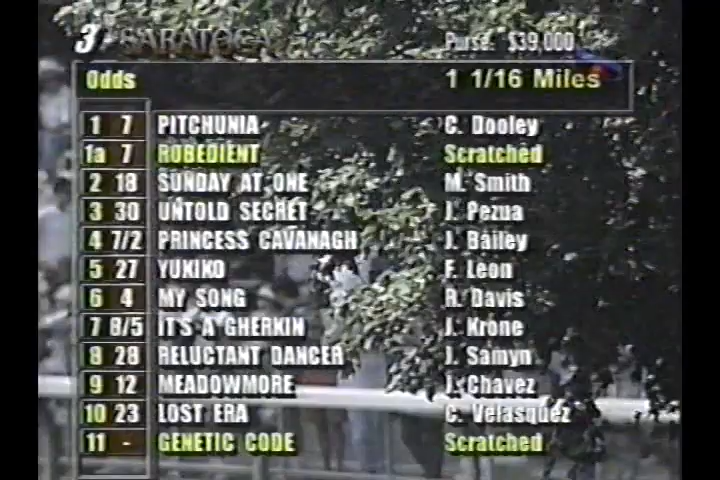 3 SARATOGA Purse: $39,000
Odds 1 1/16 Miles
1 7 PITCHUNIA C. Dooley
1a 7 ROBEDIENT Scratched
2 18 SUNDAY AT ONE M. Smith
3 30 UNTOLD SECRET J. Pezua
4 7/2 PRINCESS CAVANAGH J. Bailey
5 27 YUKIKO F. Leon
6 4 MY SONG R. Davis
7 8/5 IT'S A GHERKIN J. Krone
8 28 RELUCTANT DANCER J. Samyn
9 12 MEADOWMORE J. Chavez
10 23 LOST ERA C. Velasquez
11 - GENETIC CODE Scratched